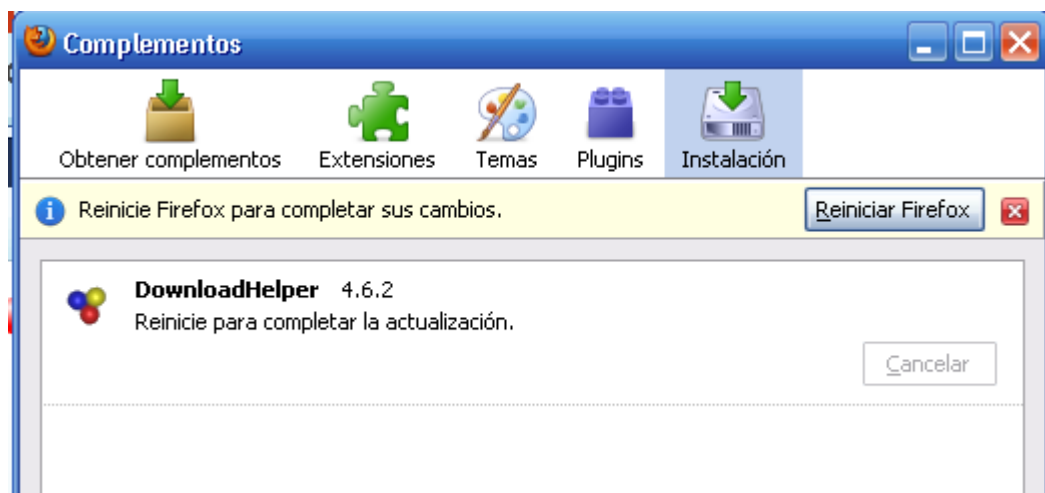 Complementos
Obtener complementos Extensiones Temas Plugins Instalación
Reinicie Firefox para completar sus cambios. Reiniciar Firefox
DownloadHelper 4.6.2
Reinicie para completar la actualización.
Cancelar